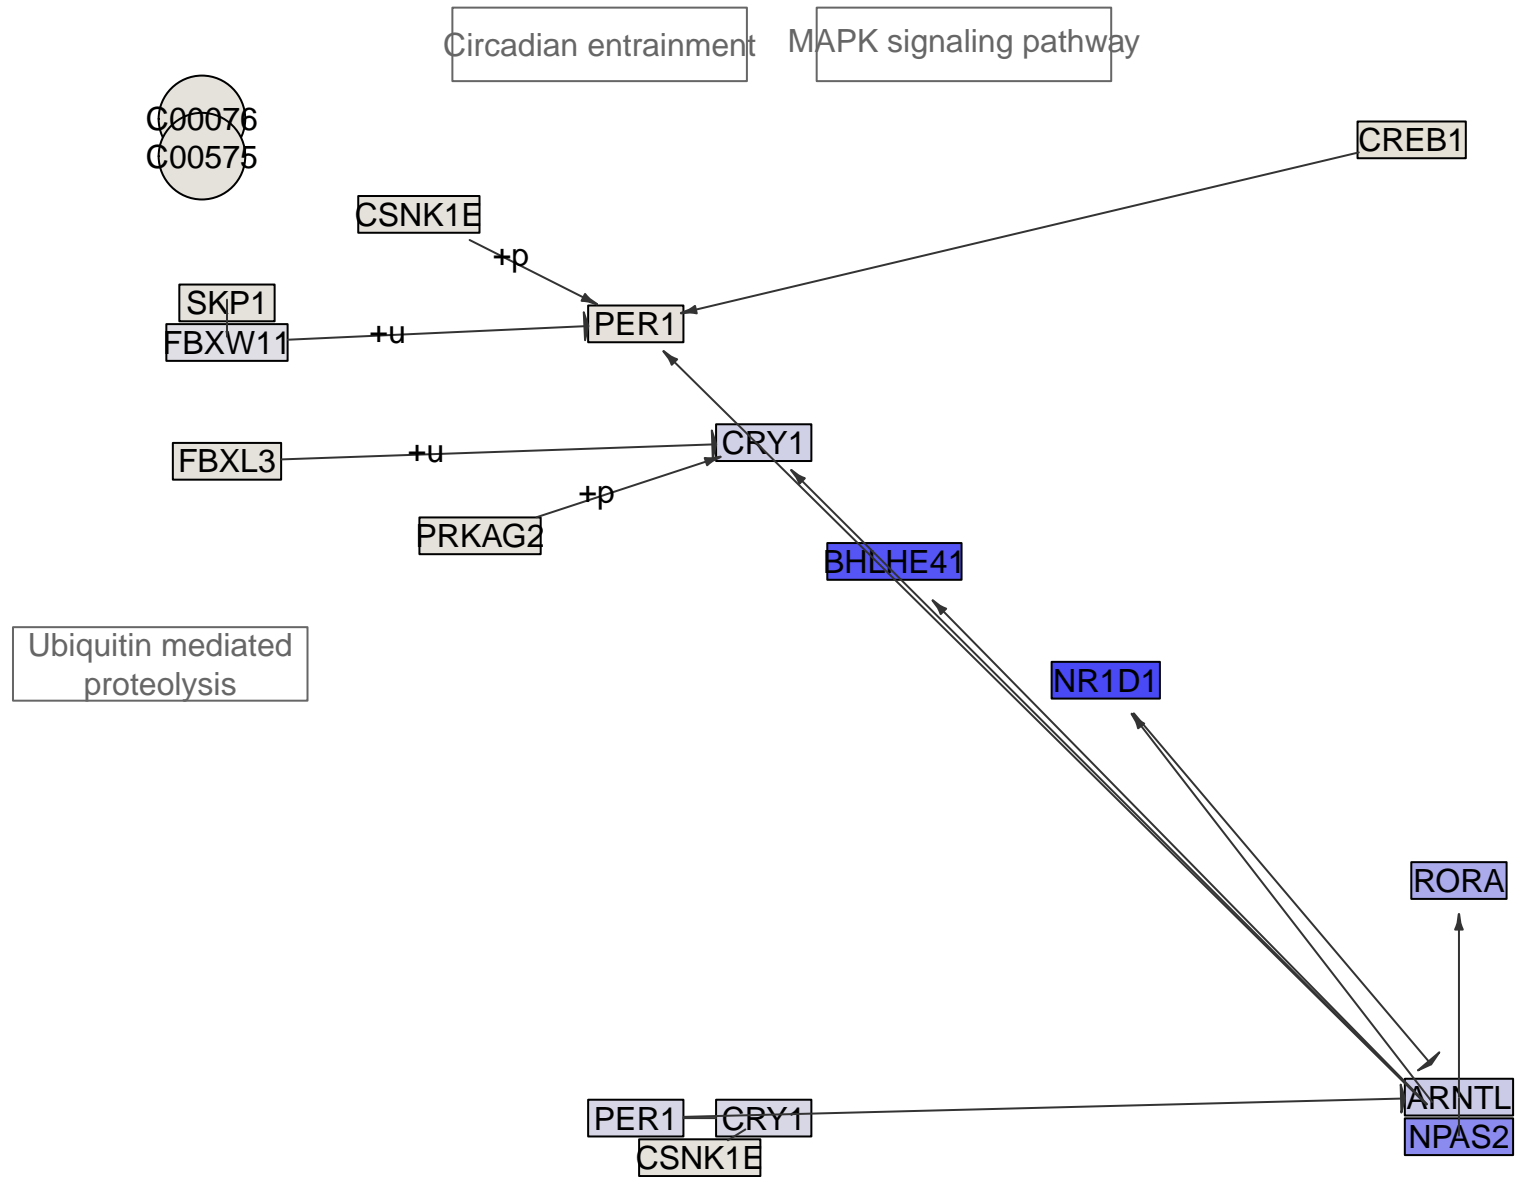 Circadian entrainment
MAPK signaling pathway
C00076
C00575
CREB1
CSNK1E
+p
SKP1
FBXW11
+u
PER1
CRY1
FBXL3
+u
+p
PRKAG2
BHLHE41
Ubiquitin mediated
proteolysis
NR1D1
RORA
ARNTL
NPAS2
PER1
CRY1
CSNK1E